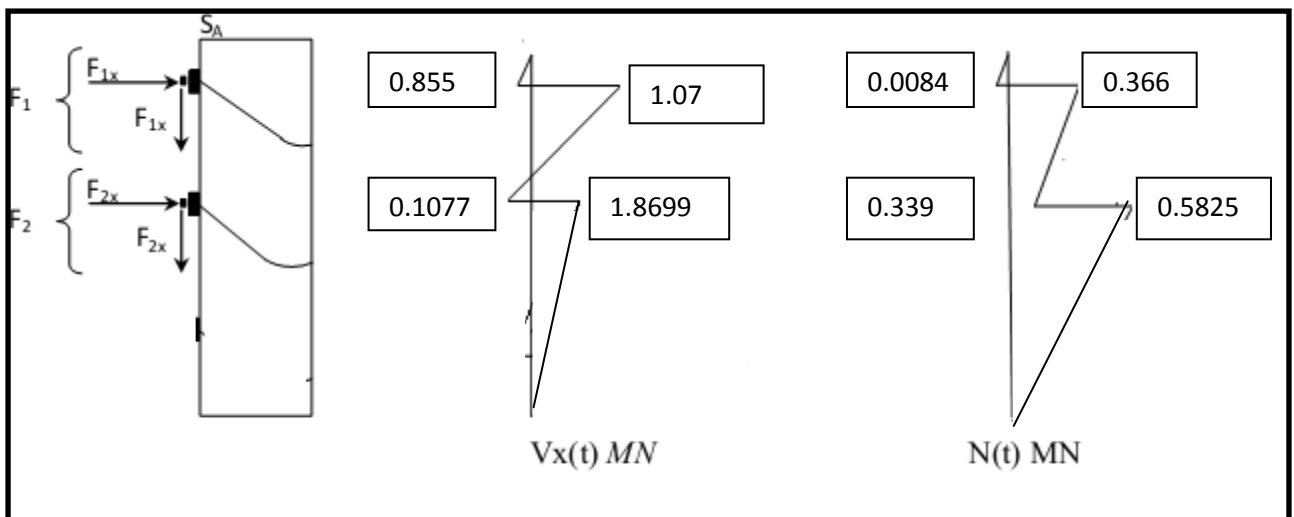 S_A
F_1x
F_1
F_1x
F_2x
F_2
F_2x
0.855
1.07
0.1077
1.8699
Vx(t) MN
0.0084
0.366
0.339
0.5825
N(t) MN